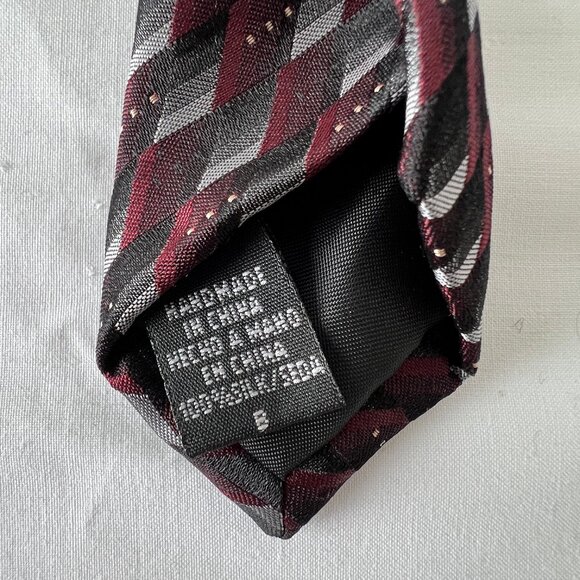 HANDMADE
IN CHINA
HECHO A MANO
EN CHINA
100%SILK/SEDA
B